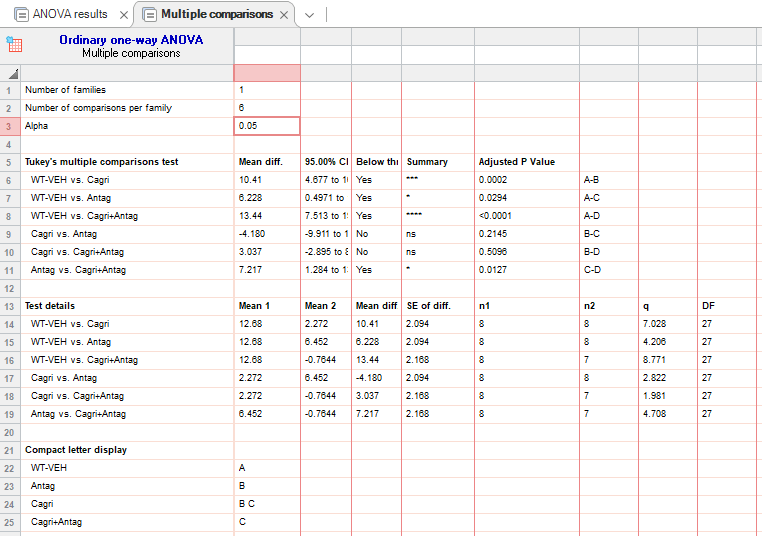 ANOVA results × Multiple comparisons ×
Ordinary one-way ANOVA
Multiple comparisons
1 Number of families 1
2 Number of comparisons per family 6
3 Alpha 0.05
4
5 Tukey's multiple comparisons test Mean diff. 95.00% CI Below thr Summary Adjusted P Value
6 WT-VEH vs. Cagri 10.41 4.677 to 1 Yes *** 0.0002 A-B
7 WT-VEH vs. Antag 6.228 0.4971 to Yes * 0.0294 A-C
8 WT-VEH vs. Cagri+Antag 13.44 7.513 to 1 Yes **** <0.0001 A-D
9 Cagri vs. Antag -4.180 -9.911 to 1 No ns 0.2145 B-C
10 Cagri vs. Cagri+Antag 3.037 -2.895 to 8 No ns 0.5096 B-D
11 Antag vs. Cagri+Antag 7.217 1.284 to 1 Yes * 0.0127 C-D
12
13 Test details Mean 1 Mean 2 Mean diff SE of diff. n1 n2 q DF
14 WT-VEH vs. Cagri 12.68 2.272 10.41 2.094 8 8 7.028 27
15 WT-VEH vs. Antag 12.68 6.452 6.228 2.094 8 8 4.206 27
16 WT-VEH vs. Cagri+Antag 12.68 -0.7644 13.44 2.168 8 7 8.771 27
17 Cagri vs. Antag 2.272 6.452 -4.180 2.094 8 8 2.822 27
18 Cagri vs. Cagri+Antag 2.272 -0.7644 3.037 2.168 8 7 1.981 27
19 Antag vs. Cagri+Antag 6.452 -0.7644 7.217 2.168 8 7 4.708 27
20
21 Compact letter display
22 WT-VEH A
23 Antag B
24 Cagri B C
25 Cagri+Antag C